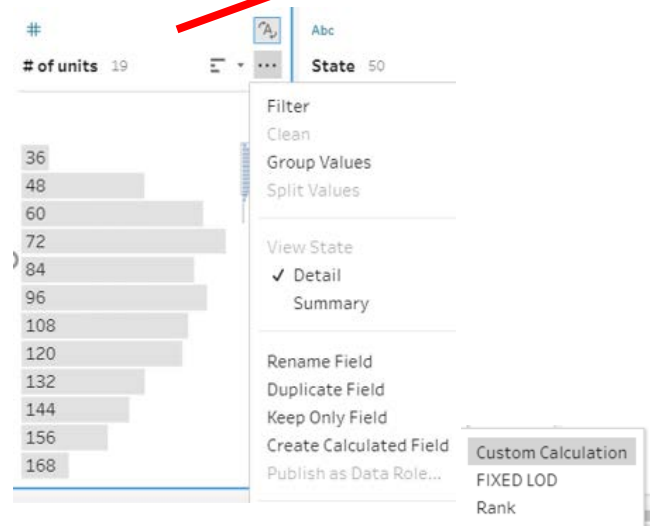 #
# of units 19
36
48
60
72
84
96
108
120
132
144
156
168
A
Abc
State 50
Filter
Clean
Group Values
Split Values
View State
✓ Detail
Summary
Rename Field
Duplicate Field
Keep Only Field
Create Calculated Field
Publish as Data Role...
Custom Calculation
FIXED LOD
Rank